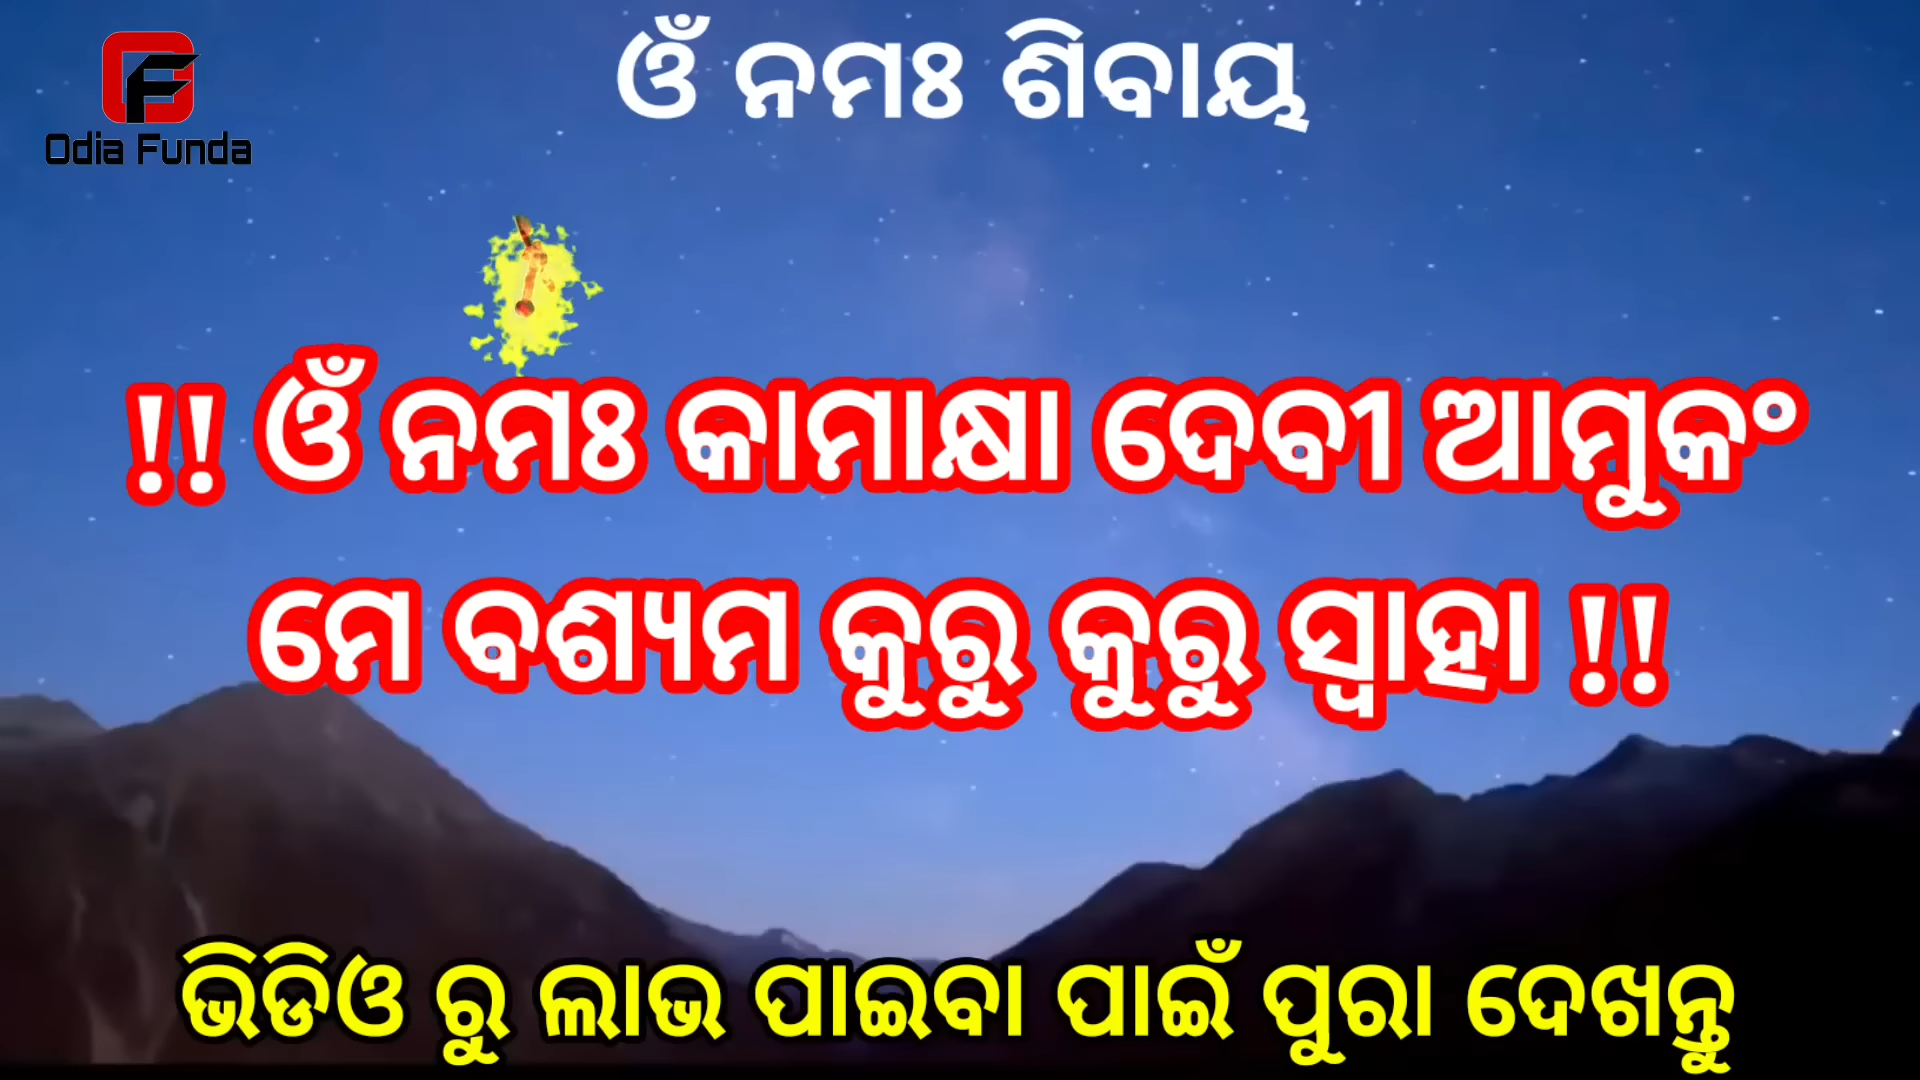 ଓଁ ନମଃ ଶିବାୟ
Odia Funda
!! ଓଁ ନମଃ କାମାକ୍ଷା ଦେବୀ ଆମୁକଂ
ମେ ବଶ୍ୟମ କୁରୁ କୁରୁ ସ୍ୱାହା !!
ଭିଡିଓ ରୁ ଲାଭ ପାଇବା ପାଇଁ ପୁରା ଦେଖନ୍ତୁ